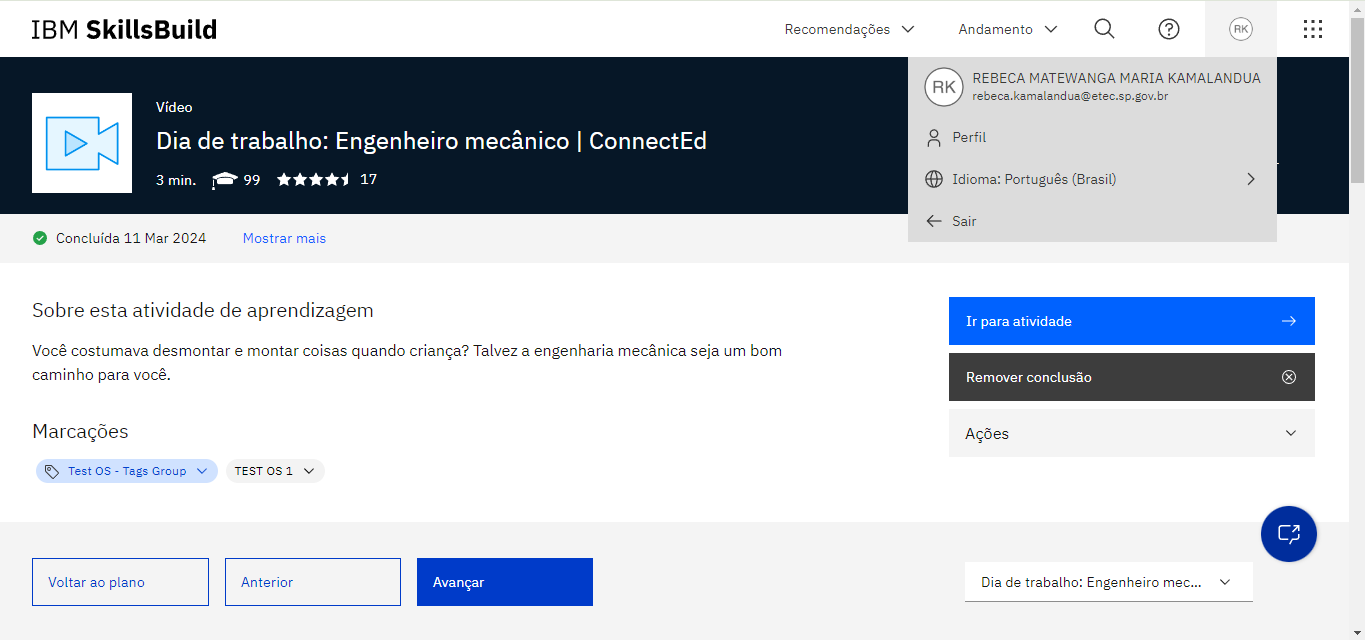 IBM SkillsBuild
Recomendações
Andamento
RK
RK
REBECA MATEWANGA MARIA KAMALANDUA
rebeca.kamalandua@etec.sp.gov.br
Perfil
Idioma: Português (Brasil)
Sair
Vídeo
Dia de trabalho: Engenheiro mecânico | ConnectEd
3 min. 99 17
Concluída 11 Mar 2024 Mostrar mais
Sobre esta atividade de aprendizagem
Você costumava desmontar e montar coisas quando criança? Talvez a engenharia mecânica seja um bom
caminho para você.
Marcações
Test OS - Tags Group
TEST OS 1
Ir para atividade
Remover conclusão
Ações
Voltar ao plano
Anterior
Avançar
Dia de trabalho: Engenheiro mec...